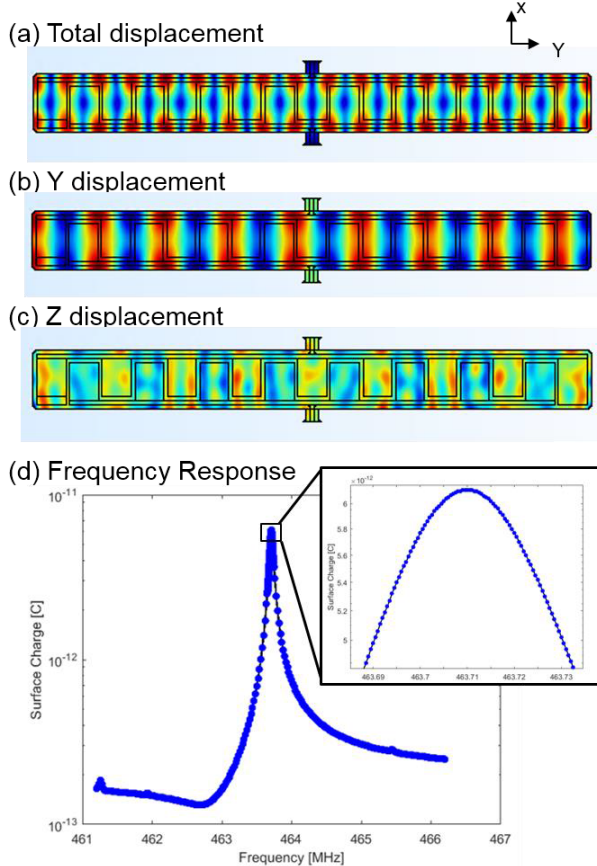 X
(a) Total displacement
Y
(b) Y displacement
(c) Z displacement
(d) Frequency Response
10⁻¹¹
10⁻¹²
10⁻¹³
Surface Charge [C]
461 462 463 464 465 466 467
Frequency [MHz]
× 10⁻¹²
6
5.8
5.6
5.4
5.2
5
Surface Charge [C]
463.69 463.7 463.71 463.72 463.73
Frequency [MHz]